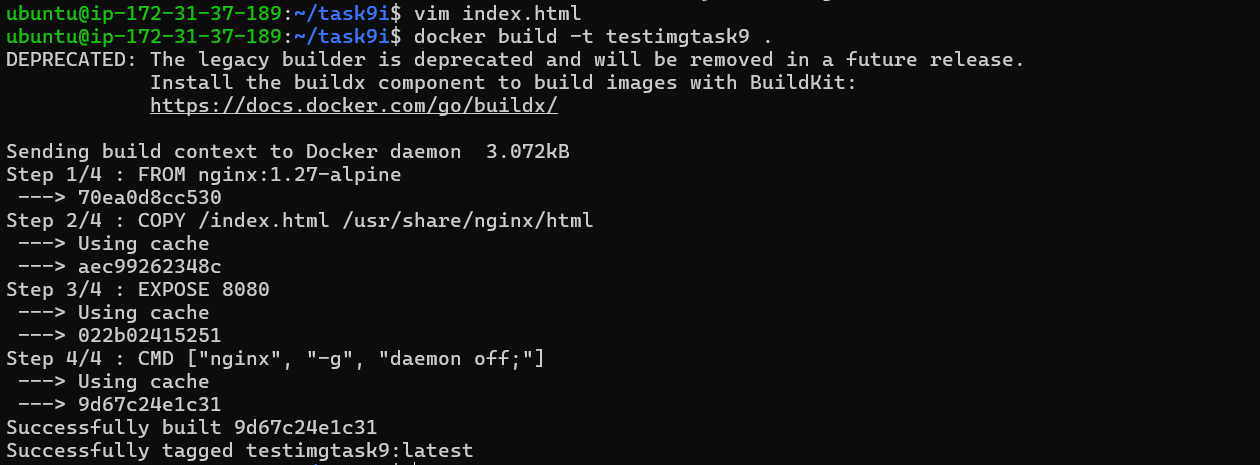 ubuntu@ip-172-31-37-189:~/task9i$ vim index.html
ubuntu@ip-172-31-37-189:~/task9i$ docker build -t testimgtask9 .
DEPRECATED: The legacy builder is deprecated and will be removed in a future release.
            Install the buildx component to build images with BuildKit:
            https://docs.docker.com/go/buildx/

Sending build context to Docker daemon  3.072kB
Step 1/4 : FROM nginx:1.27-alpine
 ---> 70ea0d8cc530
Step 2/4 : COPY /index.html /usr/share/nginx/html
 ---> Using cache
 ---> aec99262348c
Step 3/4 : EXPOSE 8080
 ---> Using cache
 ---> 022b02415251
Step 4/4 : CMD ["nginx", "-g", "daemon off;"]
 ---> Using cache
 ---> 9d67c24e1c31
Successfully built 9d67c24e1c31
Successfully tagged testimgtask9:latest